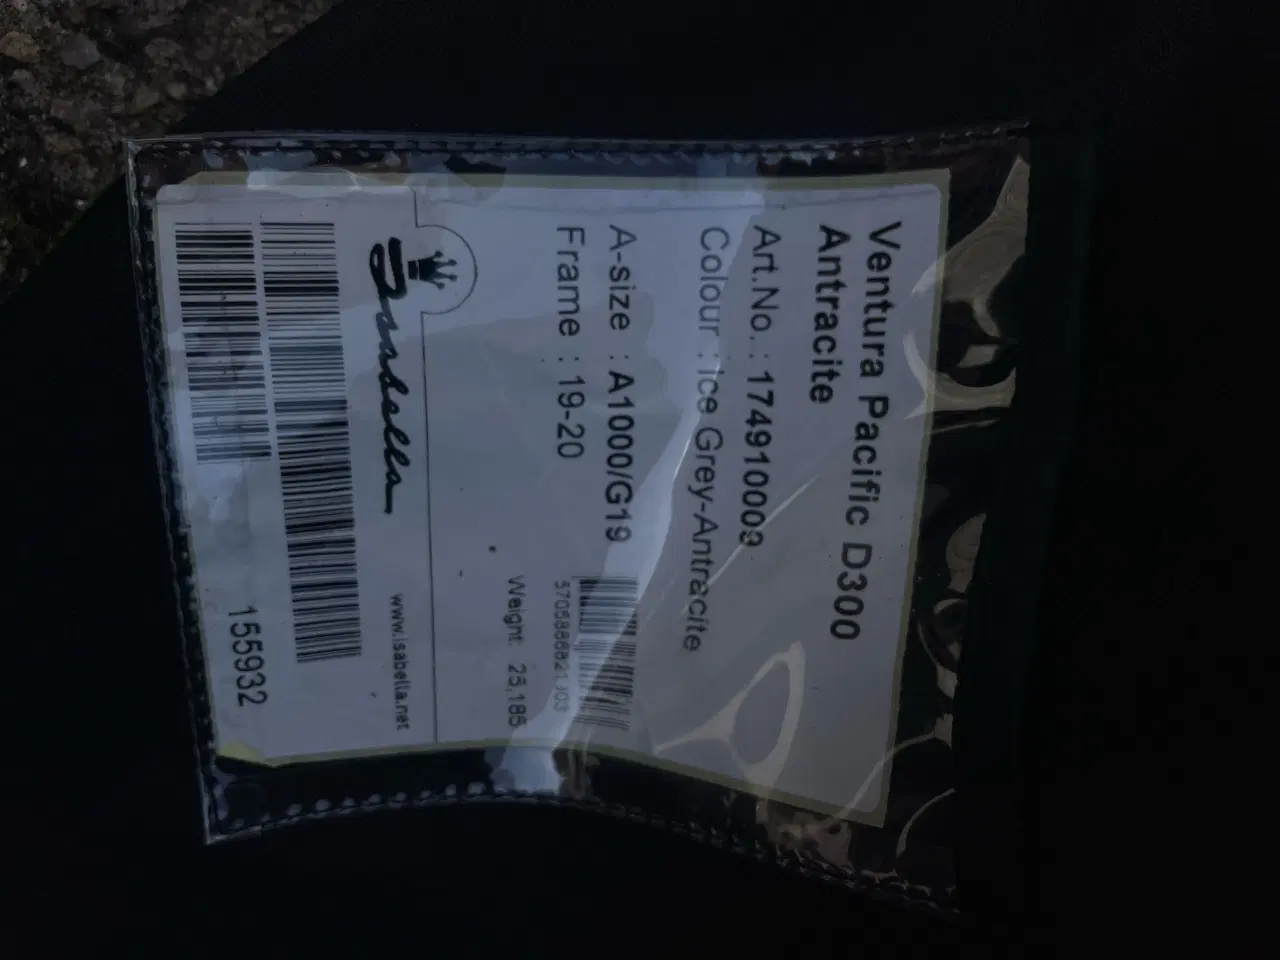 Ventura Pacific D300
Antracite
Art.No. : 174910009
Colour : Ice Grey-Antracite
A-size : A1000/G19
Frame : 19-20
Weight: 25,185
Isabella
www.isabella.net
155932